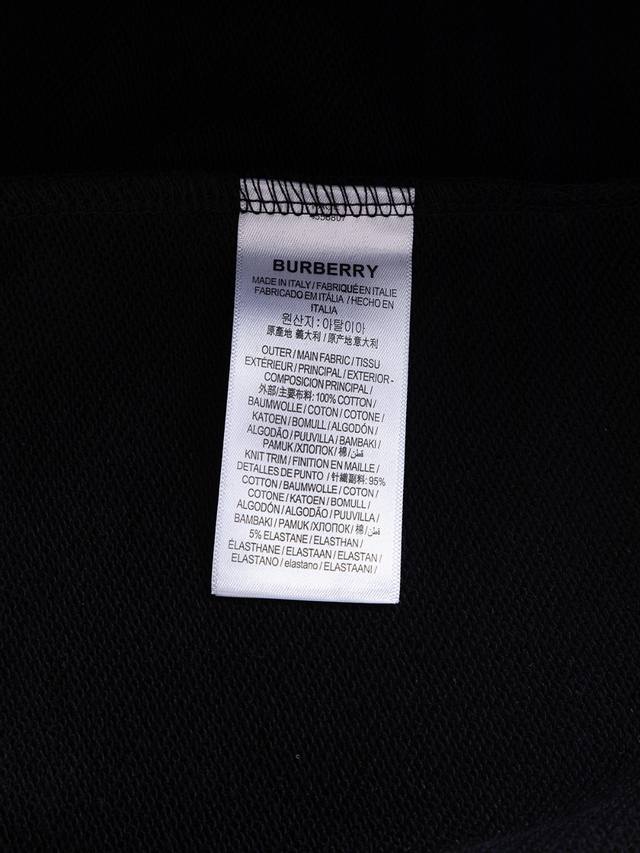 BURBERRY
MADE IN ITALY / FABRIQUÉ EN ITALIE
FABRICADO EM ITÁLIA / HECHO EN
ITALIA
원산지 : 아탈이아
原產地 義大利 / 原产地意大利
OUTER / MAIN FABRIC / TISSU
EXTÉRIEUR / PRINCIPAL / EXTERIOR -
COMPOSICION PRINCIPAL /
外部/主要布料: 100% COTTON /
BAUMWOLLE / COTON / COTONE /
KATOEN / BOMULL / ALGODÓN /
ALGODÃO / PUUVILLA / BAMBAKI /
PAMUK / ХЛОПОК / 棉 / قطن /
KNIT TRIM / FINITION EN MAILLE /
DETALLES DE PUNTO / 针織副料: 95%
COTTON / BAUMWOLLE / COTON /
COTONE / KATOEN / BOMULL /
ALGODÓN / ALGODÃO / PUUVILLA /
BAMBAKI / PAMUK / ХЛОПОК / 棉 / قطن
5% ELASTANE / ELASTHAN /
ÉLASTHANE / ELASTAAN / ELASTAN /
ELASTANO / elastano / ELASTAANI /